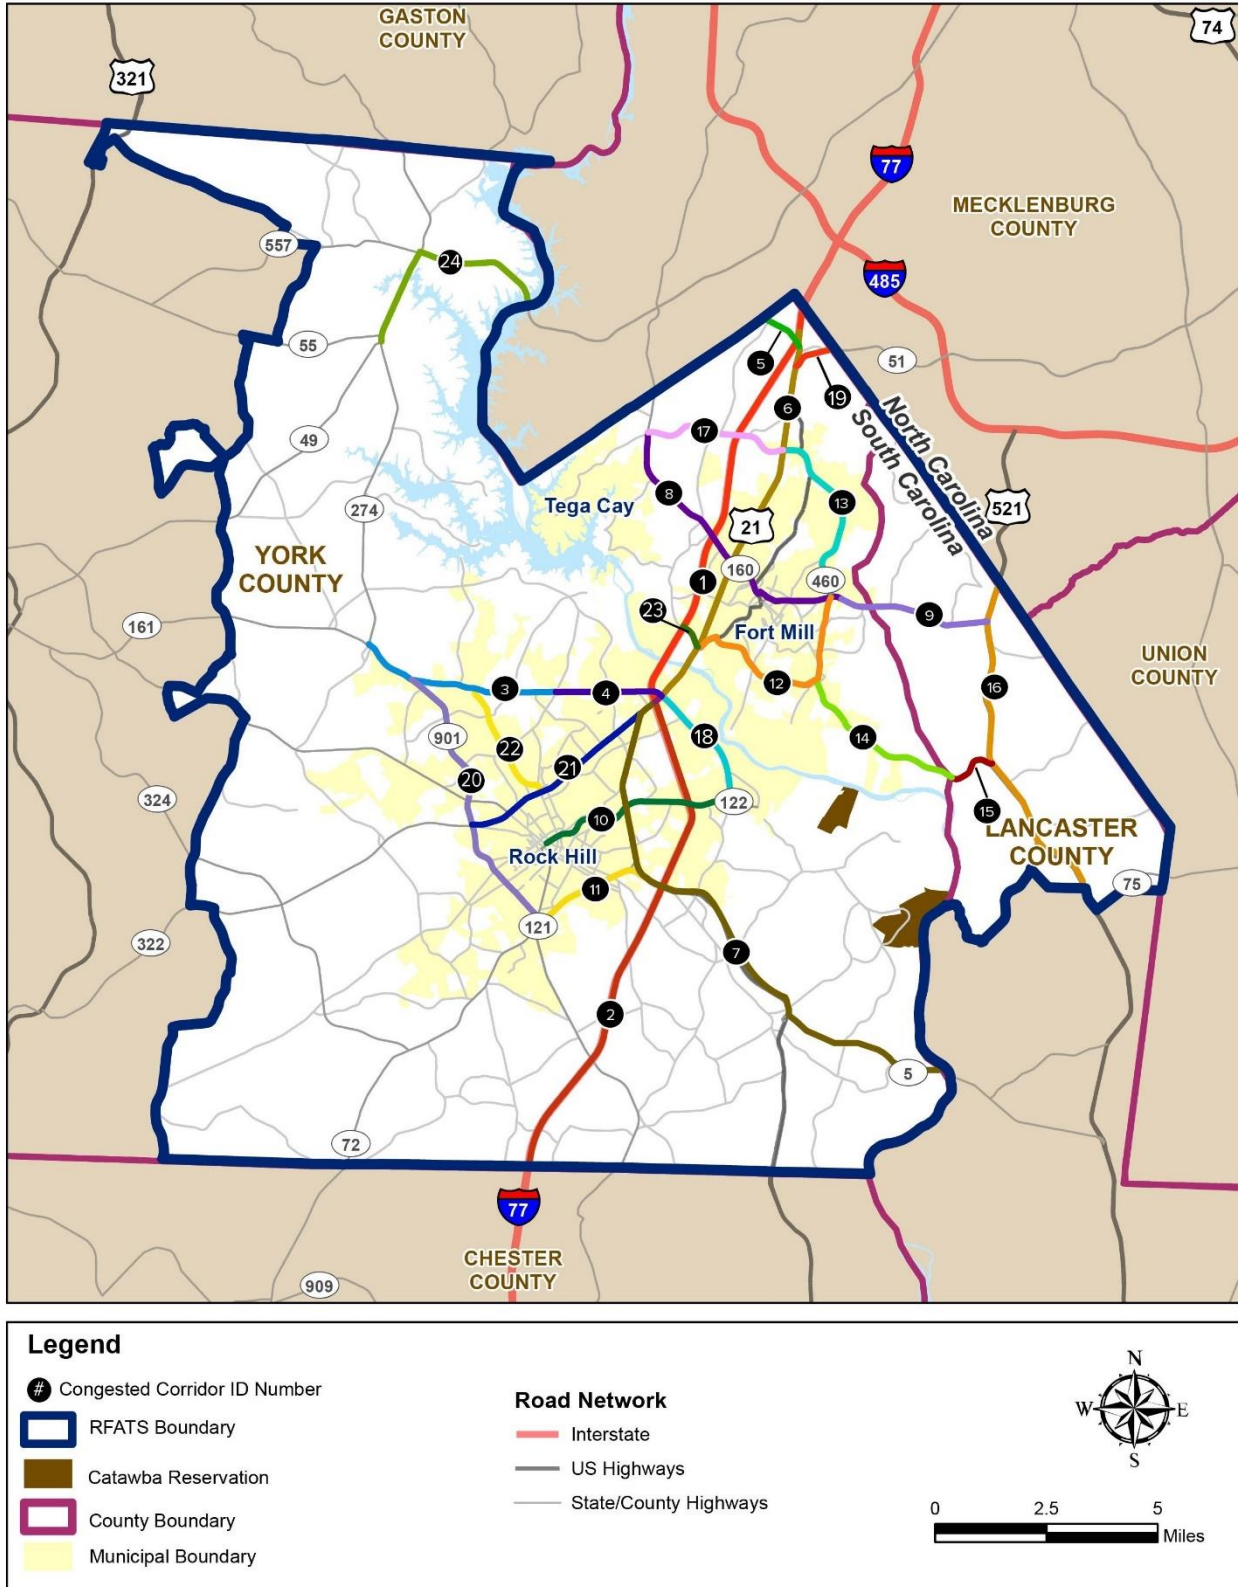 GASTON
COUNTY
74
321
77
MECKLENBURG
COUNTY
557
24
485
55
5
51
19
6
49
17
North Carolina
South Carolina
8
Tega Cay
13
521
274
21
YORK
COUNTY
160
460
1
23
9
161
Fort Mill
UNION
COUNTY
3
4
12
16
901
22
18
14
21
20
324
122
10
15
LANCASTER
COUNTY
Rock Hill
11
75
121
322
7
2
5
72
77
CHESTER
COUNTY
909
Legend
# Congested Corridor ID Number
RFATS Boundary
Catawba Reservation
County Boundary
Municipal Boundary
Road Network
Interstate
US Highways
State/County Highways
N
W E
S
0 2.5 5
Miles